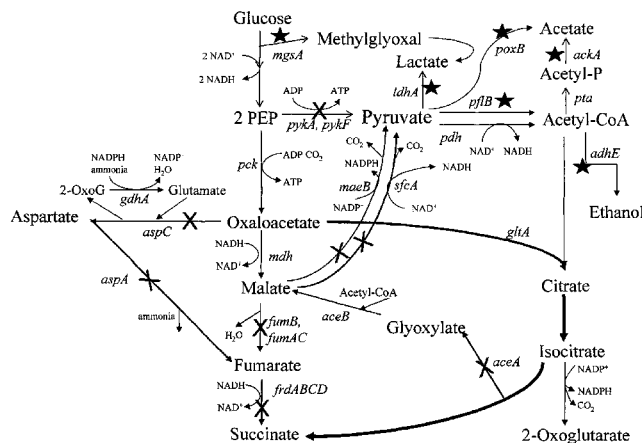 Glucose
Acetate
mgsA
Methylglyoxal
poxB
ackA
2 NAD⁺
Lactate
Acetyl-P
2 NADH
ADP
ATP
ldhA
pflB
pta
2 PEP
pykA, pykF
Pyruvate
pdh
Acetyl-CoA
CO₂
CO₂
NAD⁺
NADH
adhE
NADPH
ammonia
NADP
H₂O
pck
ADP CO₂
NADPH
NADH
ATP
maeB
sfcA
2-OxoG
gdhA
Glutamate
NADP⁺
NAD⁺
Ethanol
Aspartate
aspC
Oxaloacetate
gltA
NADH
mdh
NAD⁺
aspA
Malate
Citrate
Acetyl-CoA
ammonia
H₂O
fumB,
fumAC
aceB
Glyoxylate
aceA
Isocitrate
Fumarate
NADP⁺
NADH
frdABCD
NADPH
NAD⁺
CO₂
Succinate
2-Oxoglutarate